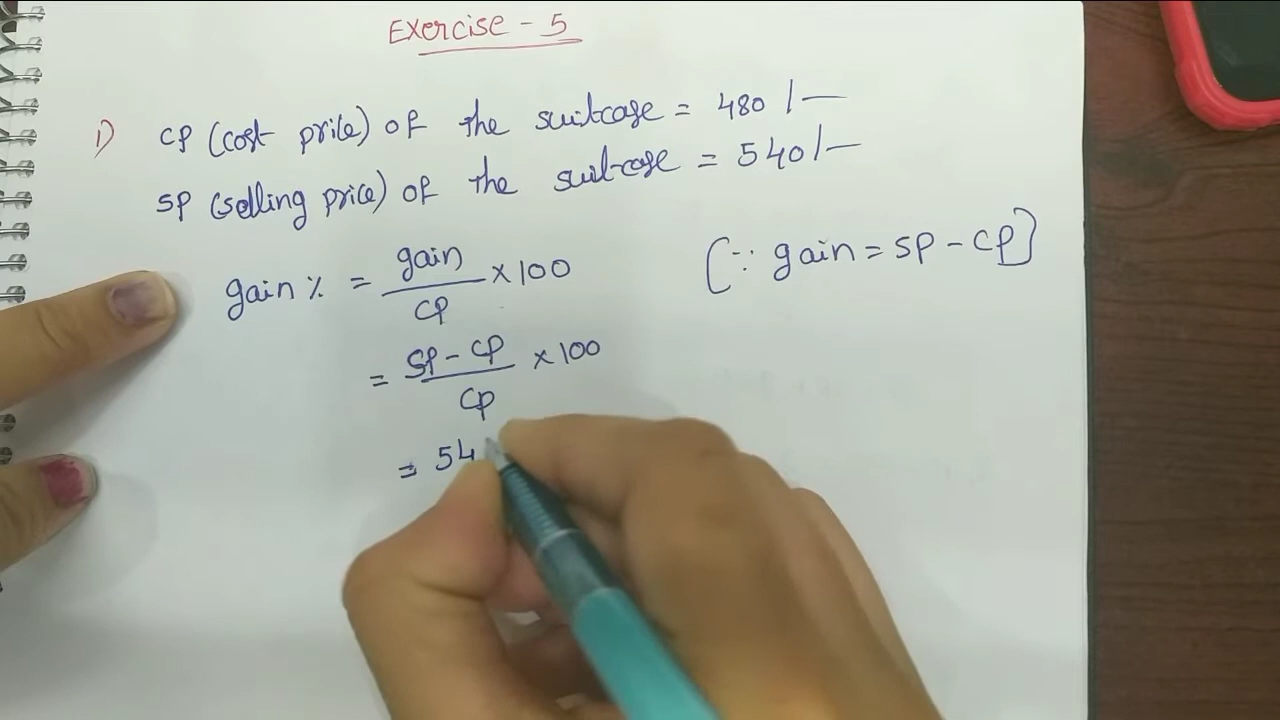 Exercise - 5
1) CP (cost price) of the suitcase = 480/-
SP (selling price) of the suitcase = 540/-
gain % = gain/CP × 100 [∵ gain = SP - CP]
= SP - CP/CP × 100
= 54